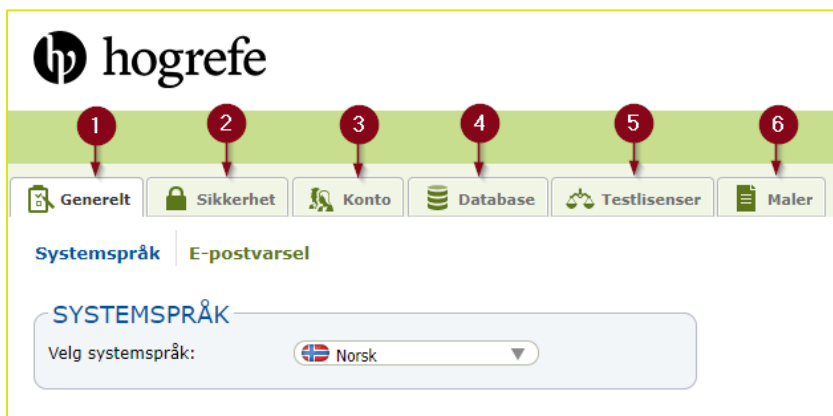 hogrefe
1 2 3 4 5 6
Generelt Sikkerhet Konto Database Testlisenser Maler
Systemspråk E-postvarsel
SYSTEMSPRÅK
Velg systemspråk: Norsk